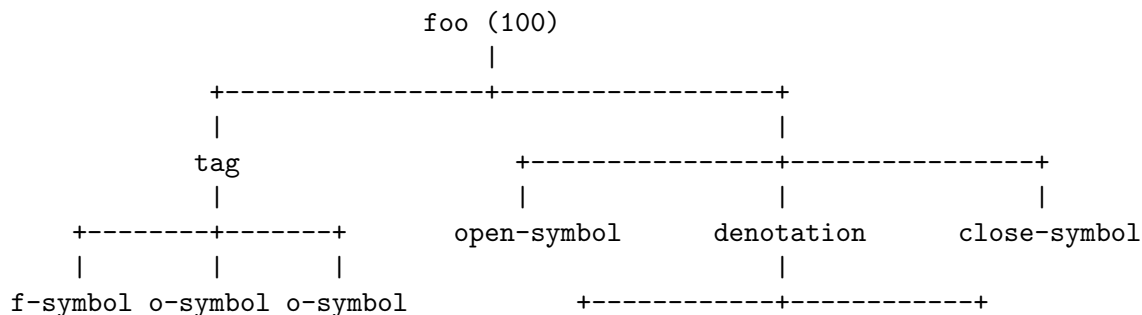 foo (100)
|
+-----------------+------------------+
| |
tag +----------------+----------------+
| | | |
+--------+-------+ open-symbol denotation close-symbol
| | | |
f-symbol o-symbol o-symbol +------------+------------+